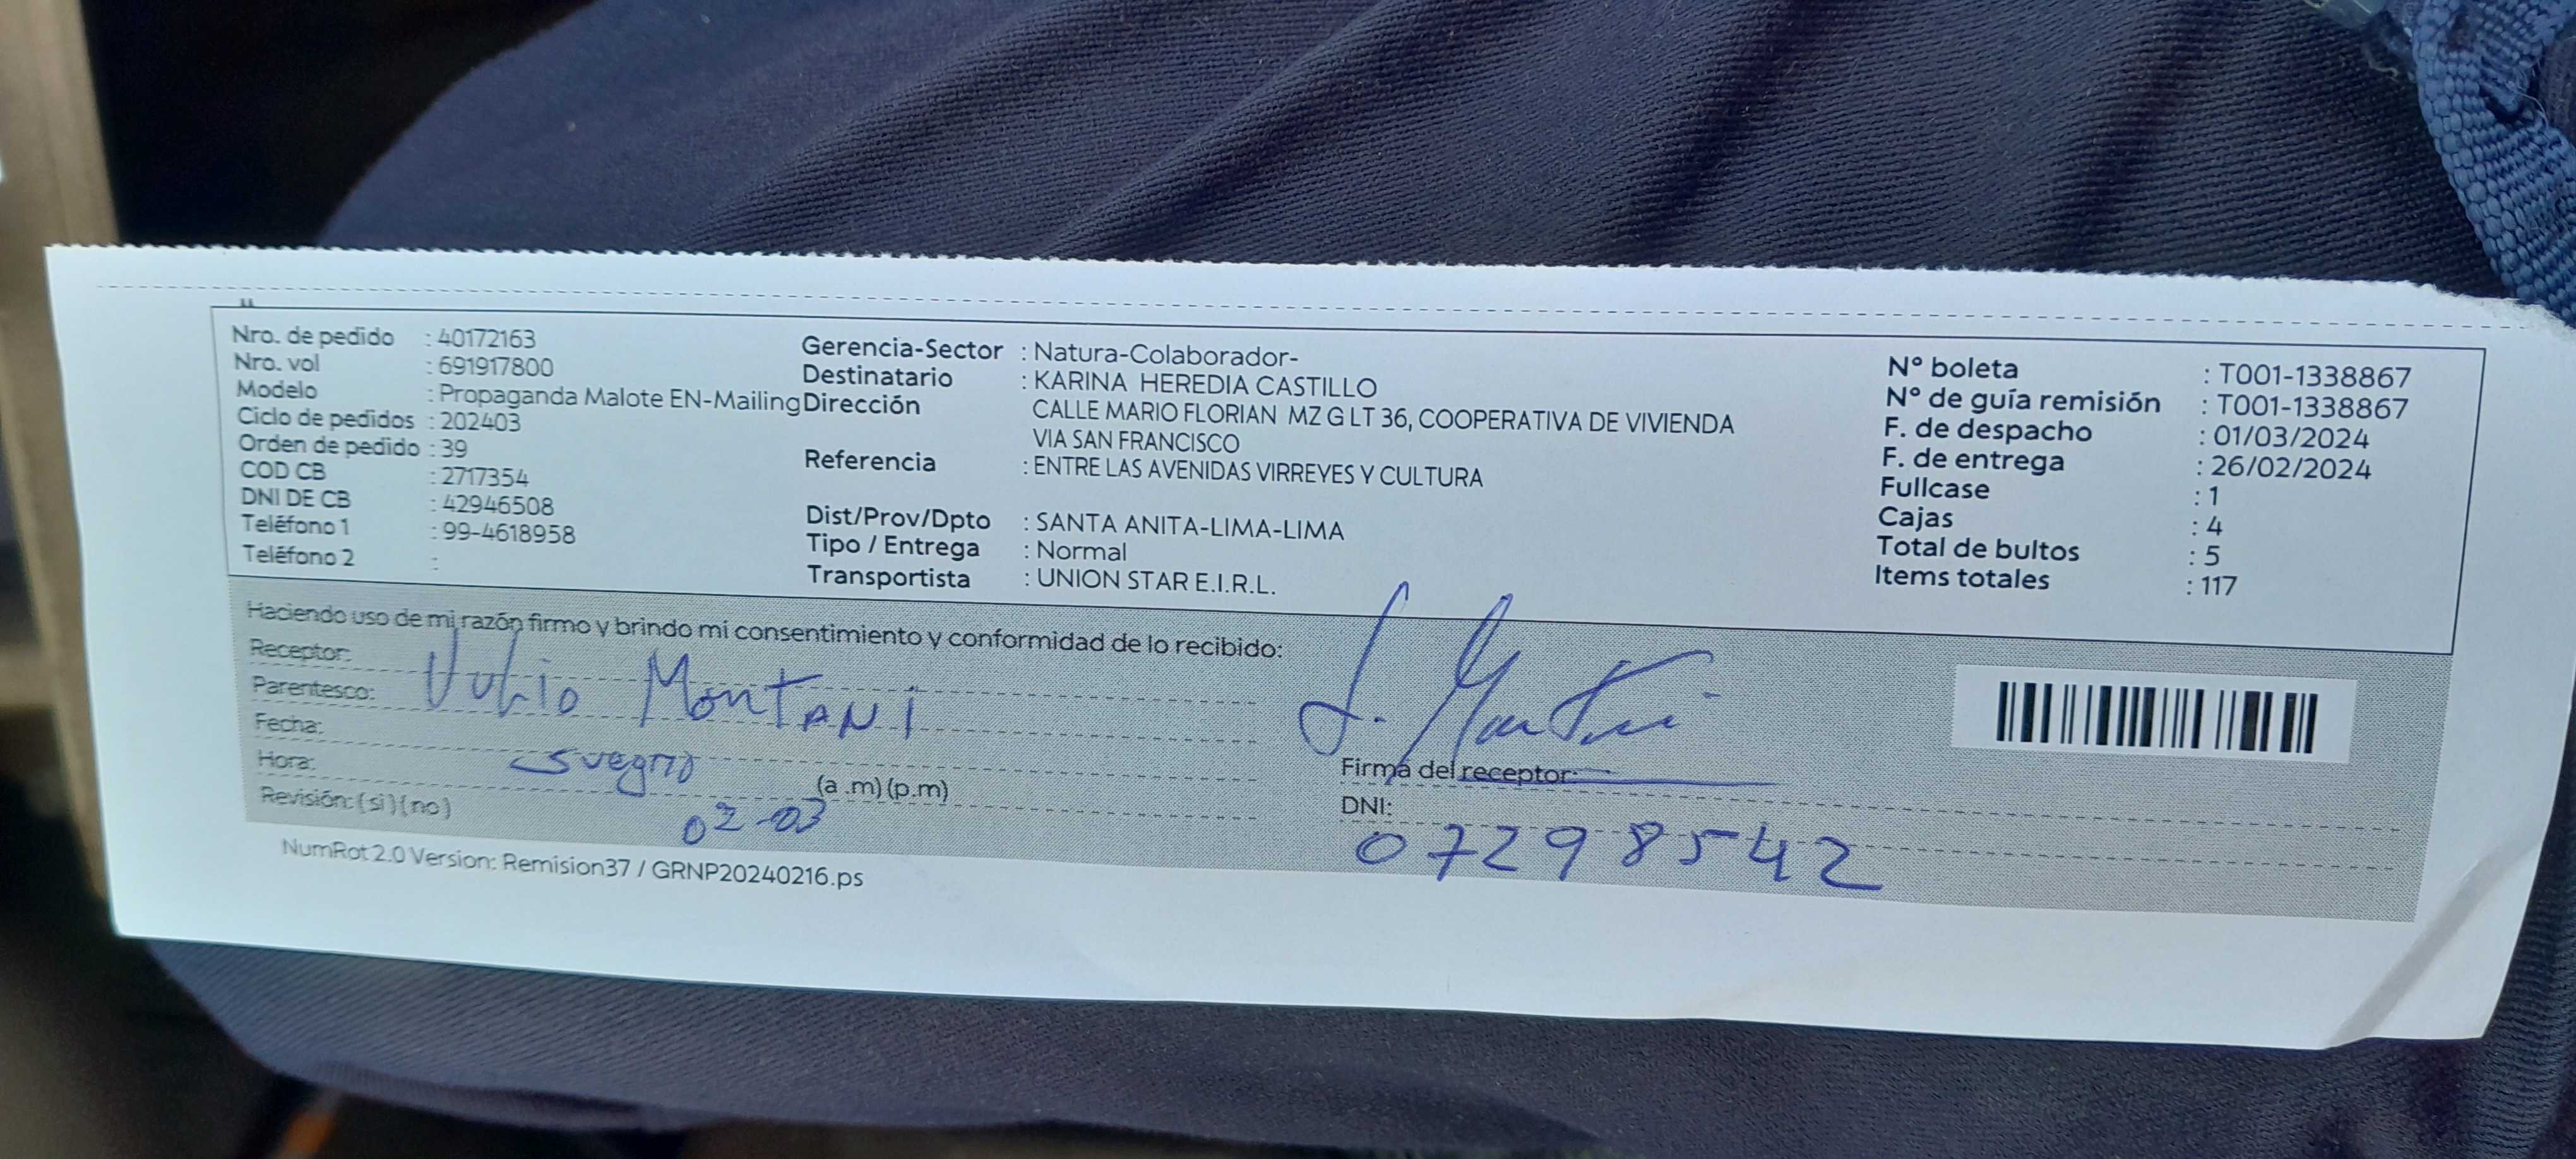 Nro. de pedido : 40172163
Nro. vol : 691917800
Modelo : Propaganda Malote EN-Mailing
Ciclo de pedidos : 202403
Orden de pedido : 39
COD CB : 2717354
DNI DE CB : 42946508
Teléfono 1 : 99-4618958
Teléfono 2 :
Gerencia-Sector : Natura-Colaborador-
Destinatario : KARINA HEREDIA CASTILLO
Dirección CALLE MARIO FLORIAN MZ G LT 36, COOPERATIVA DE VIVIENDA
VIA SAN FRANCISCO
Referencia : ENTRE LAS AVENIDAS VIRREYES Y CULTURA
Dist/Prov/Dpto : SANTA ANITA-LIMA-LIMA
Tipo / Entrega : Normal
Transportista : UNION STAR E.I.R.L.
N° boleta : T001-1338867
N° de guía remisión : T001-1338867
F. de despacho : 01/03/2024
F. de entrega : 26/02/2024
Fullcase : 1
Cajas : 4
Total de bultos : 5
Items totales : 117
Haciendo uso de mi razón firmo y brindo mi consentimiento y conformidad de lo recibido:
Receptor:
Montani
Parentesco:
Fecha:
suegro
Hora: (a .m) (p.m)
02-03
Revisión: ( si ) ( no )
Firma del receptor:
DNI:
07298542
NumRot 2.0 Version: Remision37 / GRNP20240216.ps